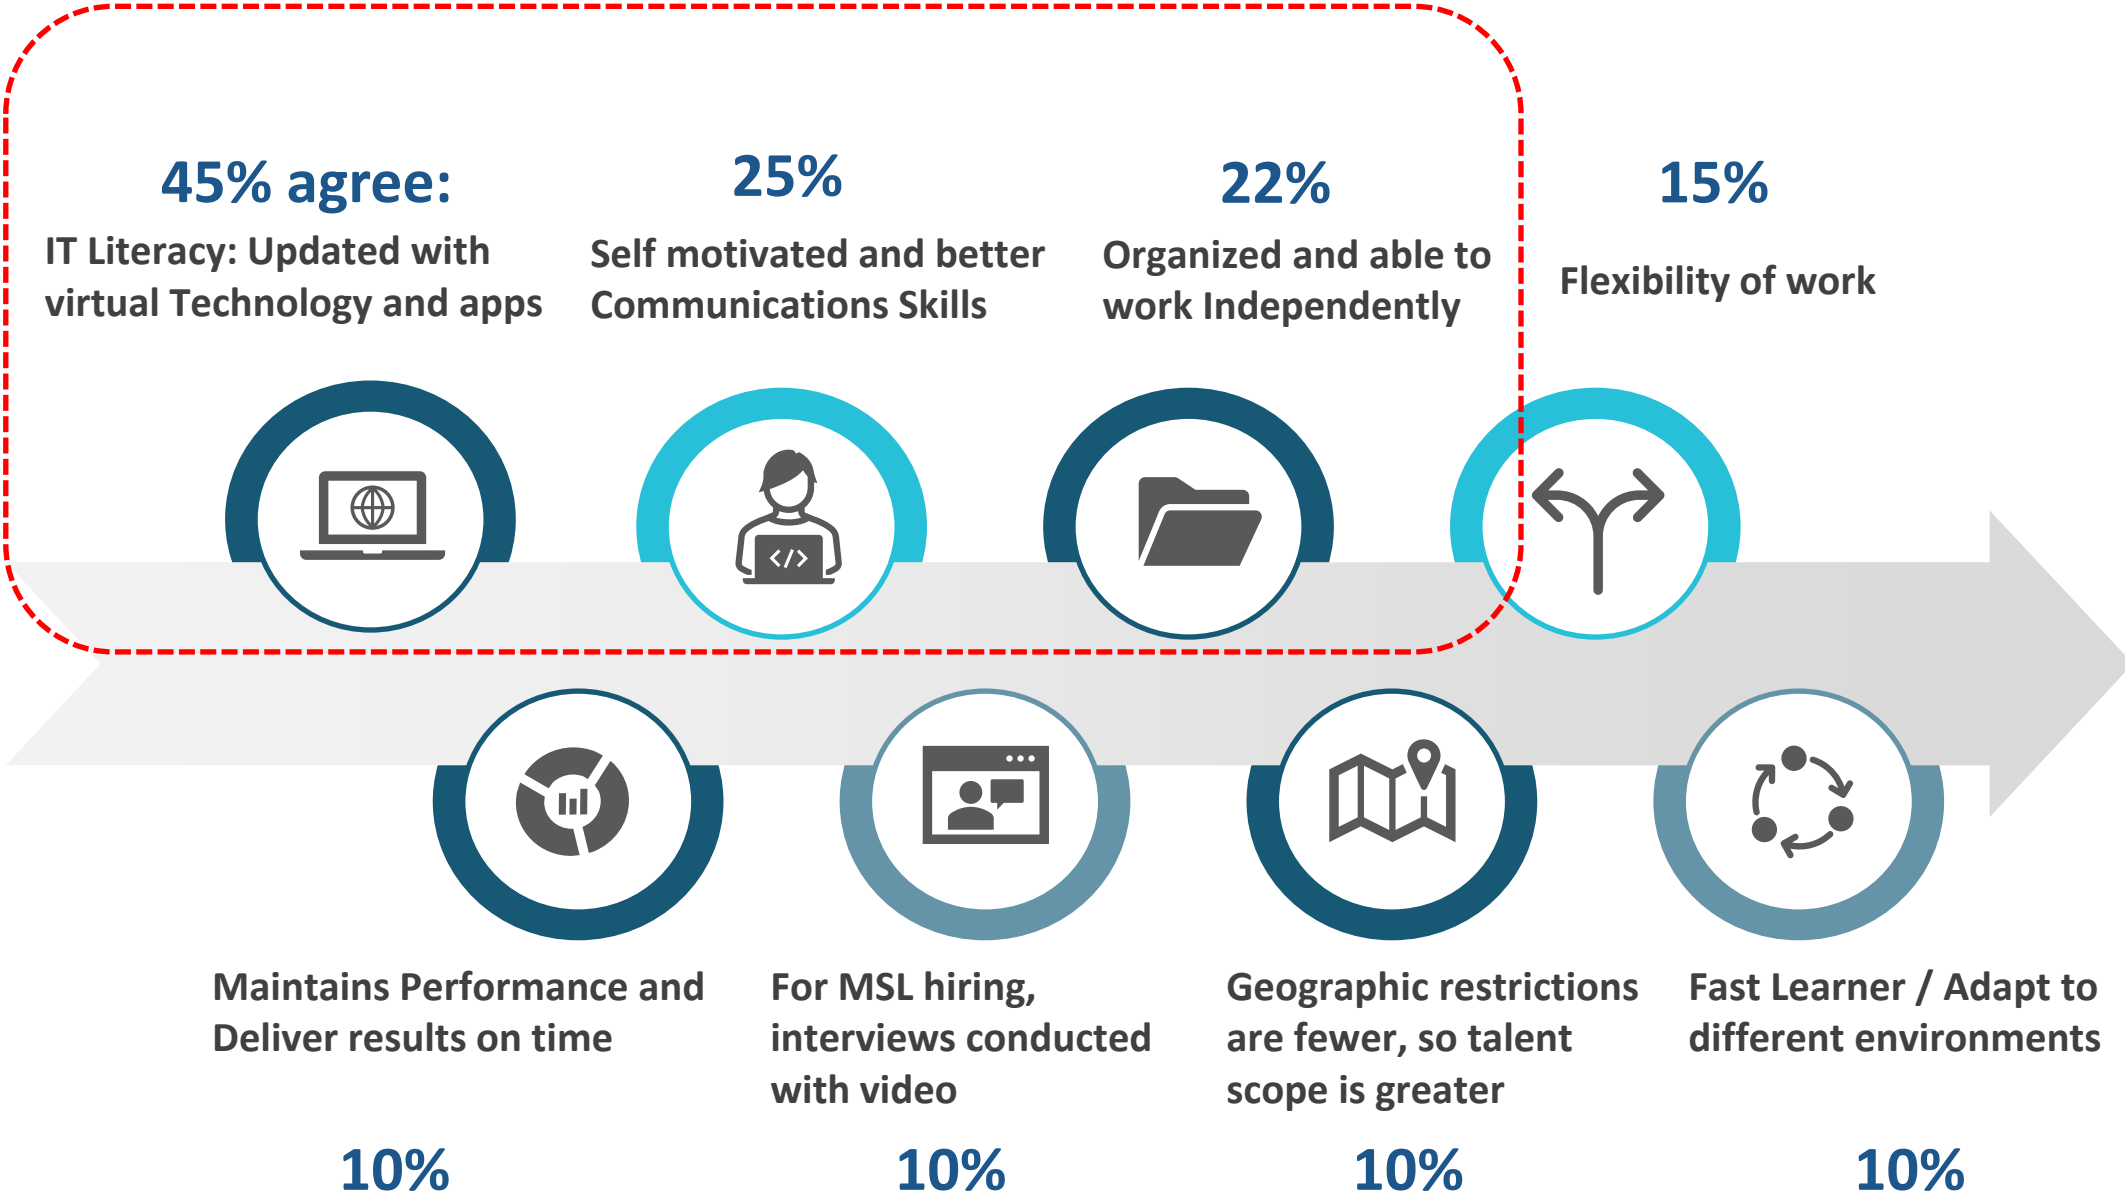 45% agree:
IT Literacy: Updated with
virtual Technology and apps
25%
Self motivated and better
Communications Skills
22%
Organized and able to
work Independently
15%
Flexibility of work
</>
Maintains Performance and
Deliver results on time
10%
For MSL hiring,
interviews conducted
with video
10%
Geographic restrictions
are fewer, so talent
scope is greater
10%
Fast Learner / Adapt to
different environments
10%